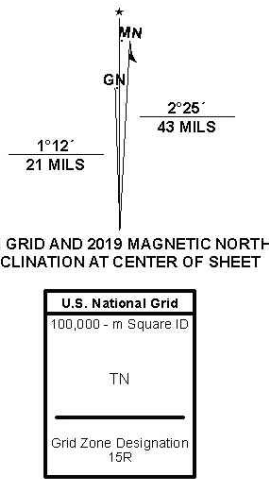 MN
GN
2°25´
43 MILS
1°12´
21 MILS
GRID AND 2019 MAGNETIC NORTH
CLINATION AT CENTER OF SHEET
U.S. National Grid
100,000 - m Square ID
TN
Grid Zone Designation
15R